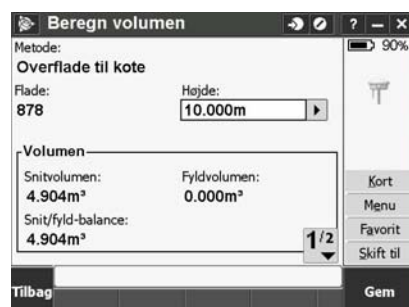 Beregn volumen
? – ×
Metode:
90%
Overflade til kote
Flade:
Højde:
878
10.000m
Volumen
Snitvolumen:
Fyldvolumen:
4.904m³
0.000m³
Snit/fyld-balance:
4.904m³
1/2
Kort
Menu
Favorit
Skift til
Tilbag
Gem